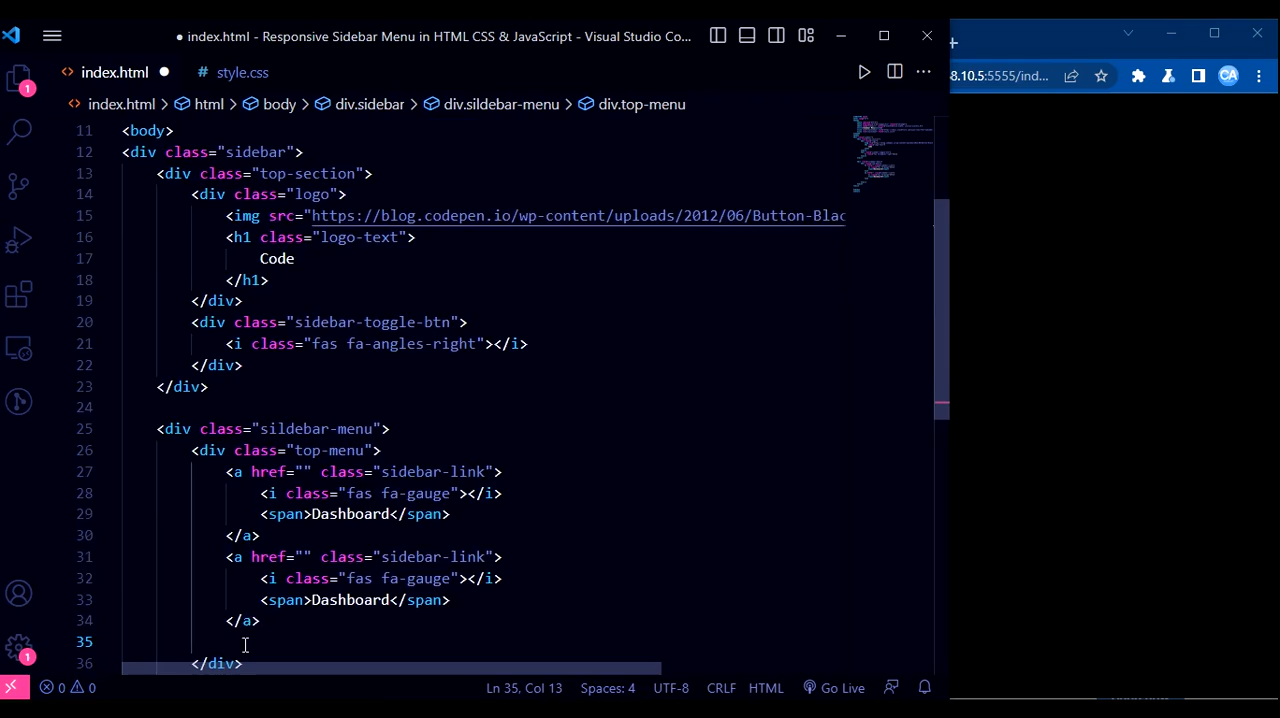 ● index.html - Responsive Sidebar Menu in HTML CSS & JavaScript - Visual Studio Co...
<> index.html ●
# style.css
8.10.5:5555/ind...
CA
<> index.html > html > body > div.sidebar > div.sildebar-menu > div.top-menu
11 <body>
12 <div class="sidebar">
13 <div class="top-section">
14 <div class="logo">
15 <img src="https://blog.codepen.io/wp-content/uploads/2012/06/Button-Blac
16 <h1 class="logo-text">
17 Code
18 </h1>
19 </div>
20 <div class="sidebar-toggle-btn">
21 <i class="fas fa-angles-right"></i>
22 </div>
23 </div>
24
25 <div class="sildebar-menu">
26 <div class="top-menu">
27 <a href="" class="sidebar-link">
28 <i class="fas fa-gauge"></i>
29 <span>Dashboard</span>
30 </a>
31 <a href="" class="sidebar-link">
32 <i class="fas fa-gauge"></i>
33 <span>Dashboard</span>
34 </a>
35
36 </div>
1
1
0 0 Ln 35, Col 13 Spaces: 4 UTF-8 CRLF HTML Go Live